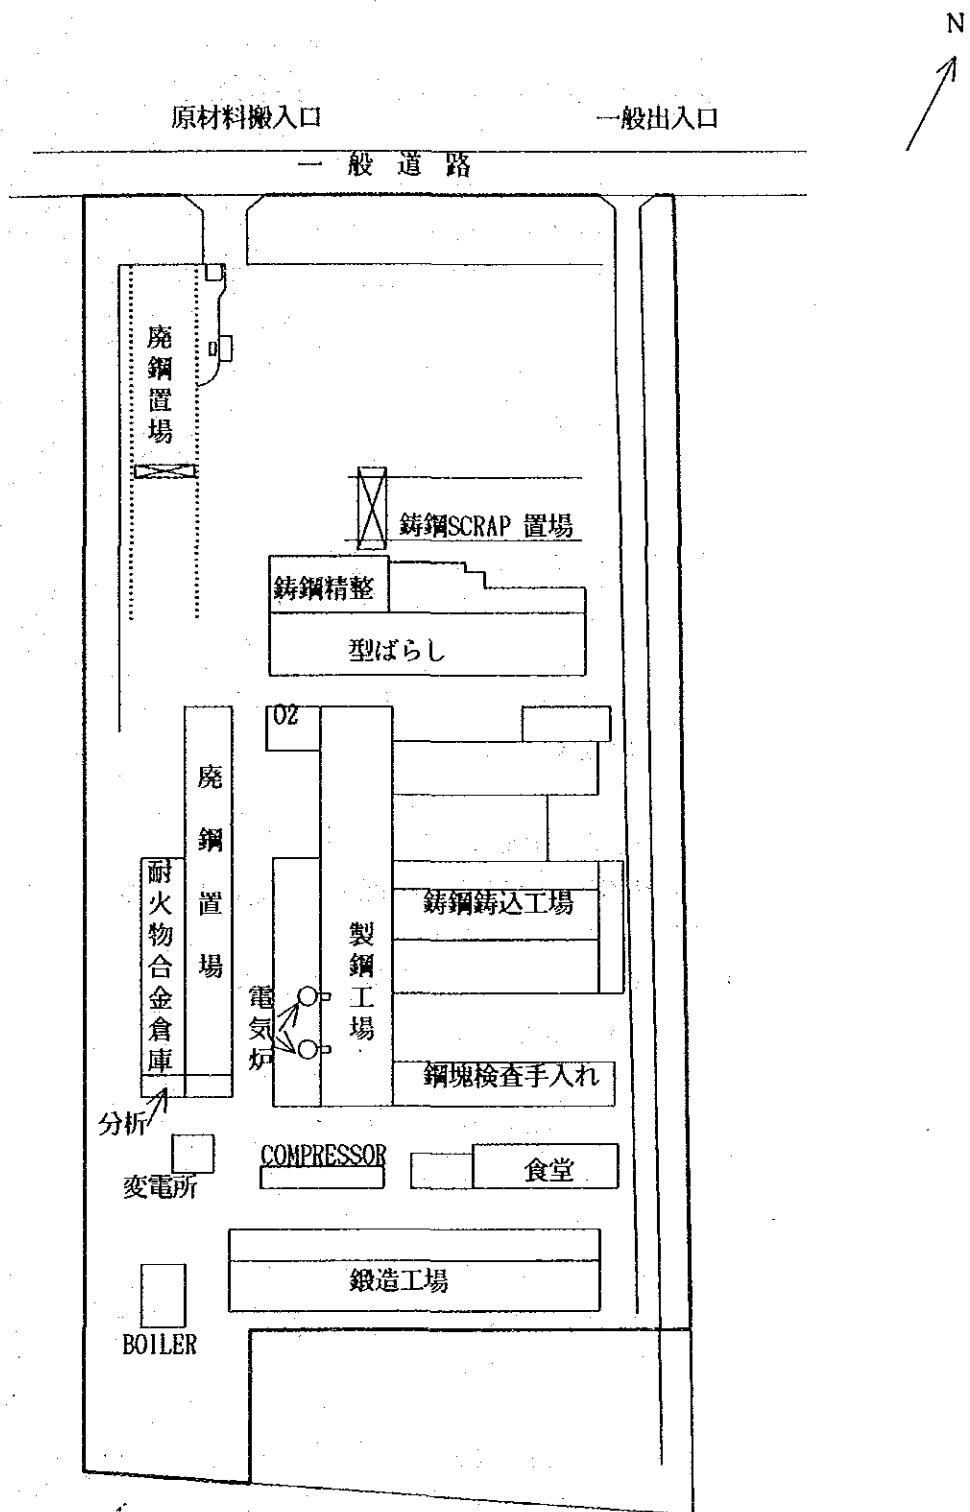 N
原材料搬入口
一般出入口
一般道路
廃鋼置場
鋳鋼SCRAP 置場
鋳鋼精整
型ばらし
O2
廃鋼置場
耐火物合金倉庫
鋳鋼鋳込工場
製鋼工場
電気炉
鋼塊検査手入れ
分析
COMPRESSOR
食堂
変電所
鍛造工場
BOILER